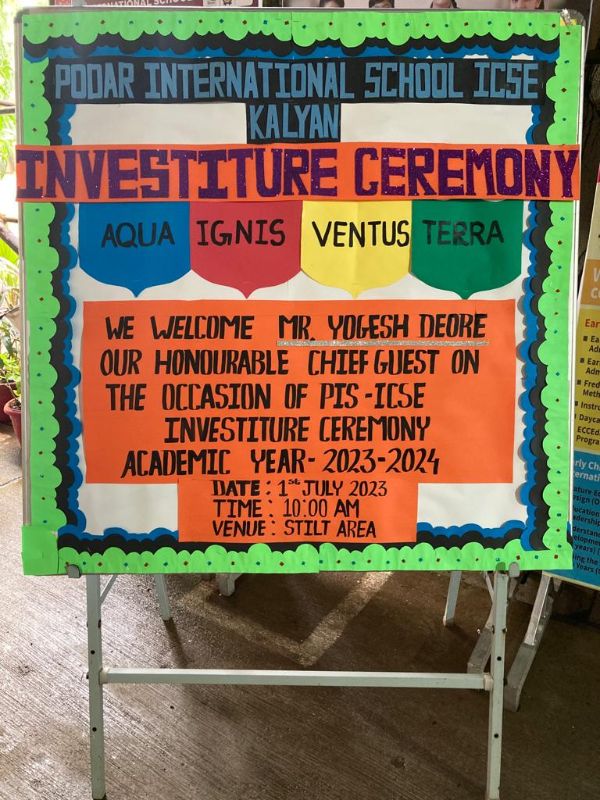 PODAR INTERNATIONAL SCHOOL ICSE
KALYAN
INVESTITURE CEREMONY
AQUA IGNIS VENTUS TERRA
WE WELCOME MR. YOGESH DEORE
OUR HONOURABLE CHIEF GUEST ON
THE OCCASION OF PIS-ICSE
INVESTITURE CEREMONY
ACADEMIC YEAR-2023-2024
DATE: 1st JULY 2023
TIME: 10:00 AM
VENUE: STILT AREA